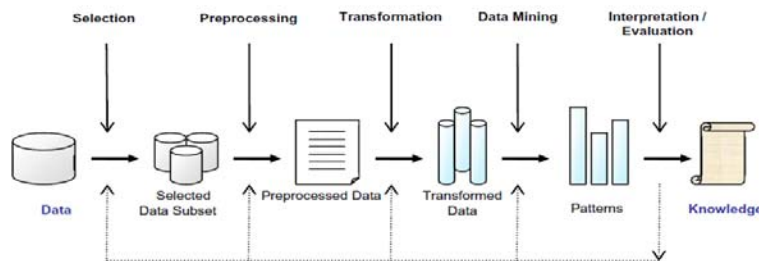 Selection
Preprocessing
Transformation
Data Mining
Interpretation /
Evaluation
Data
Selected
Data Subset
Preprocessed Data
Transformed
Data
Patterns
Knowledge